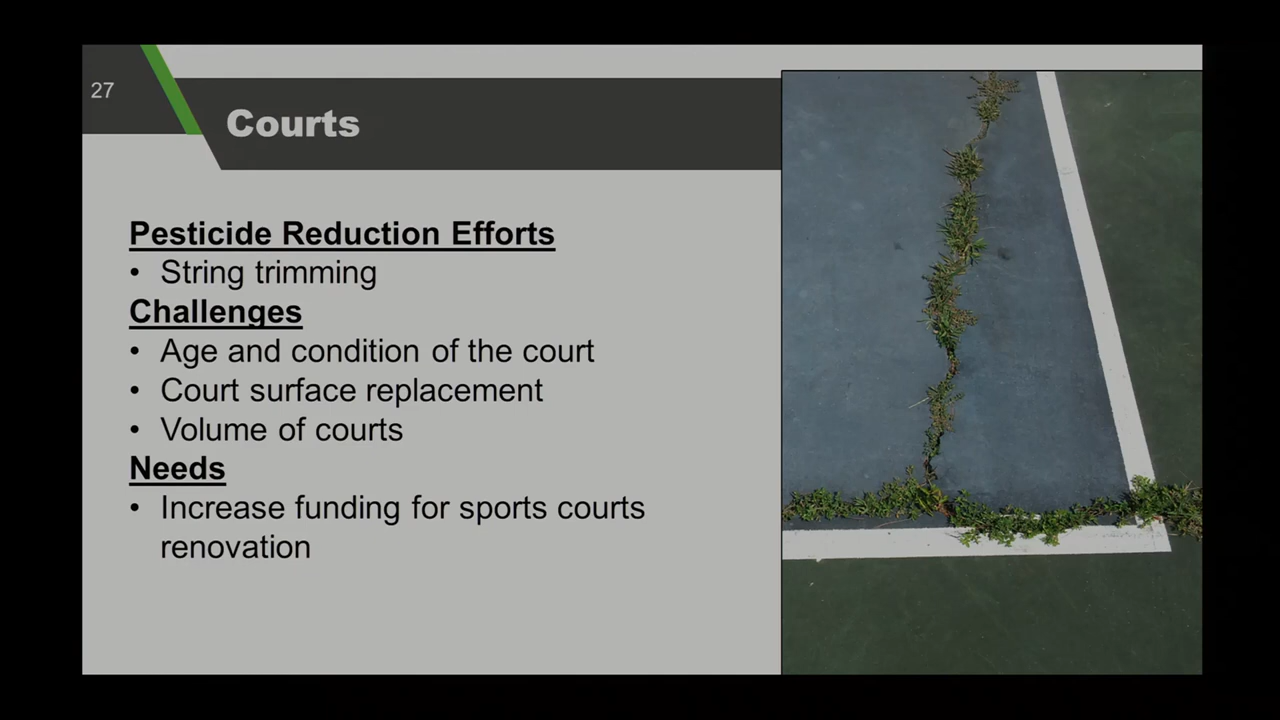 27
Courts
Pesticide Reduction Efforts
• String trimming
Challenges
• Age and condition of the court
• Court surface replacement
• Volume of courts
Needs
• Increase funding for sports courts
renovation